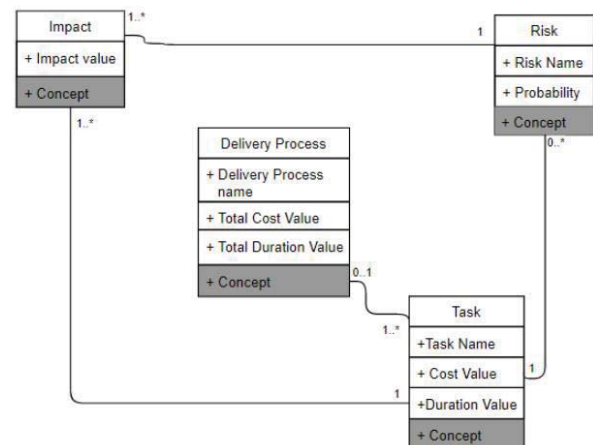 Impact
+ Impact value
+ Concept
1..*
1..*
1
Risk
+ Risk Name
+ Probability
+ Concept
0..*
Delivery Process
+ Delivery Process
name
+ Total Cost Value
+ Total Duration Value
+ Concept
0..1
1..*
Task
+Task Name
+ Cost Value
+Duration Value
+ Concept
1
1